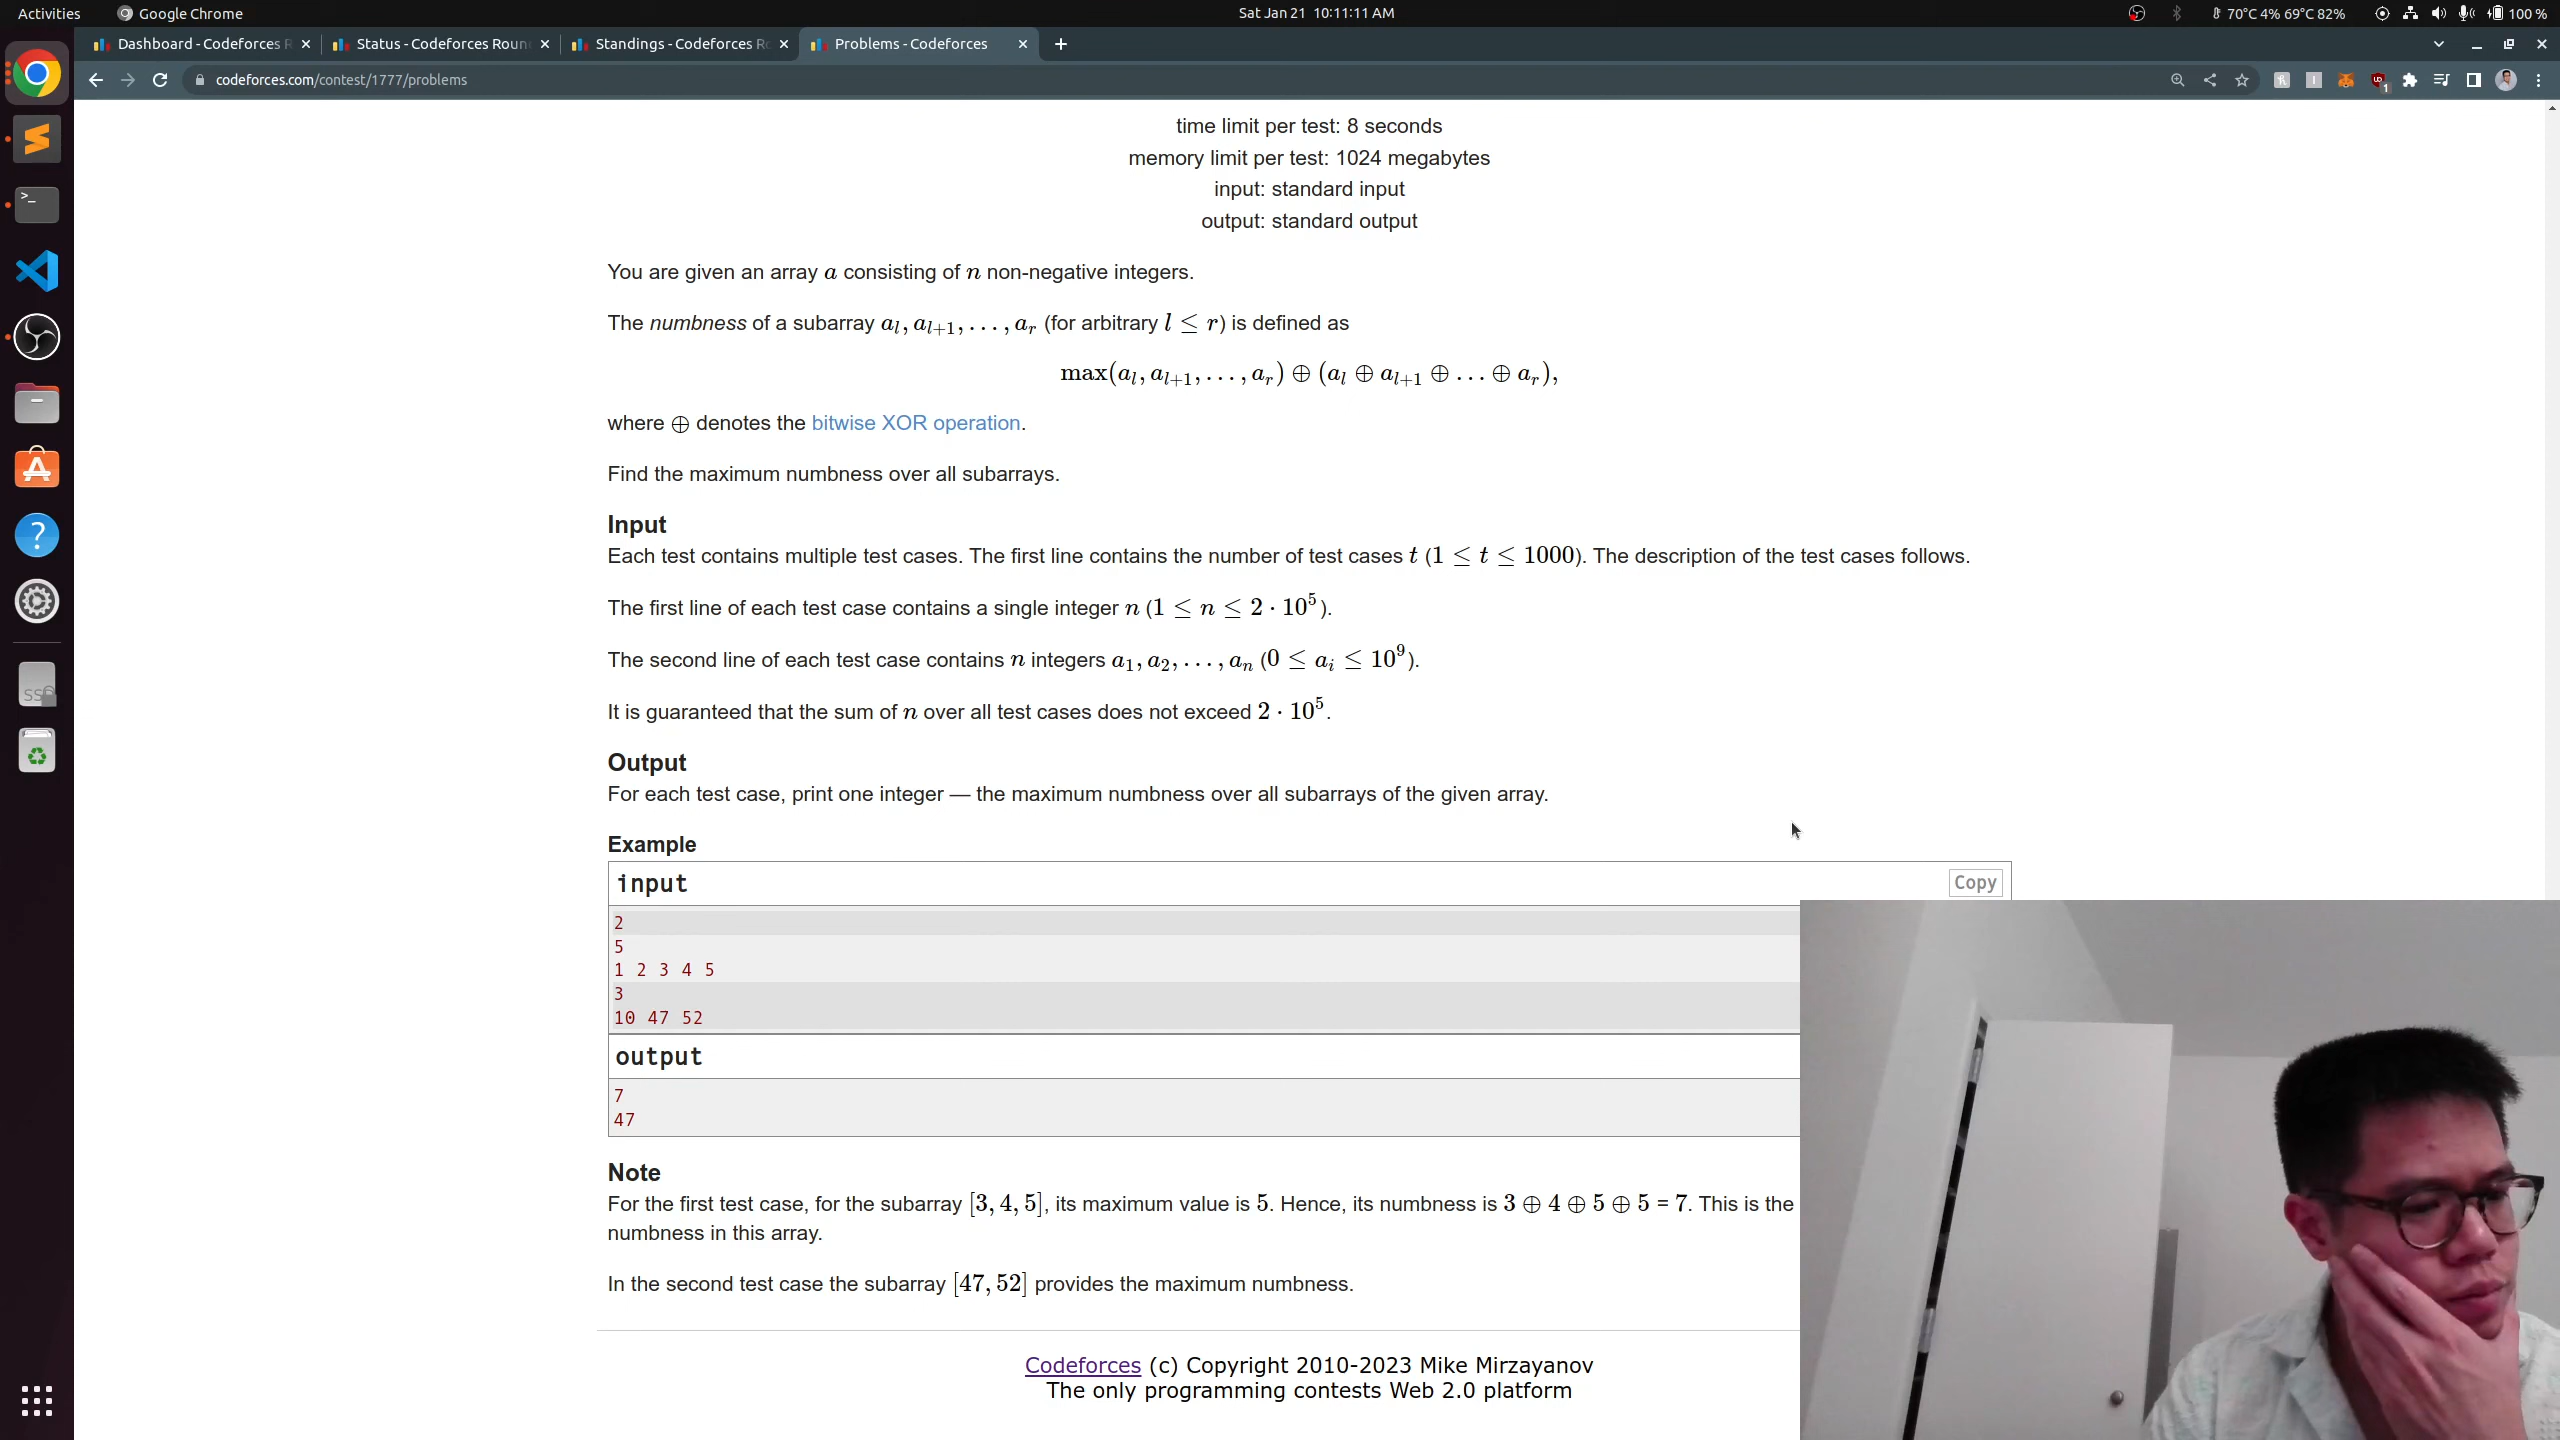 Activities
Google Chrome
Sat Jan 21 10:11:11 AM
70°C 4% 69°C 82%
100 %
Dashboard - Codeforces R
Status - Codeforces Roun
Standings - Codeforces Ro
Problems - Codeforces
codeforces.com/contest/1777/problems
time limit per test: 8 seconds
memory limit per test: 1024 megabytes
input: standard input
output: standard output
You are given an array a consisting of n non-negative integers.
The numbness of a subarray a_l, a_{l+1}, …, a_r (for arbitrary l ≤ r) is defined as
max(a_l, a_{l+1}, …, a_r) ⊕ (a_l ⊕ a_{l+1} ⊕ … ⊕ a_r),
where ⊕ denotes the bitwise XOR operation.
Find the maximum numbness over all subarrays.
Input
Each test contains multiple test cases. The first line contains the number of test cases t (1 ≤ t ≤ 1000). The description of the test cases follows.
The first line of each test case contains a single integer n (1 ≤ n ≤ 2 · 10^5).
The second line of each test case contains n integers a_1, a_2, …, a_n (0 ≤ a_i ≤ 10^9).
It is guaranteed that the sum of n over all test cases does not exceed 2 · 10^5.
Output
For each test case, print one integer — the maximum numbness over all subarrays of the given array.
Example
input
Copy
2
5
1 2 3 4 5
3
10 47 52
output
7
47
Note
For the first test case, for the subarray [3, 4, 5], its maximum value is 5. Hence, its numbness is 3 ⊕ 4 ⊕ 5 ⊕ 5 = 7. This is the
numbness in this array.
In the second test case the subarray [47, 52] provides the maximum numbness.
Codeforces (c) Copyright 2010-2023 Mike Mirzayanov
The only programming contests Web 2.0 platform